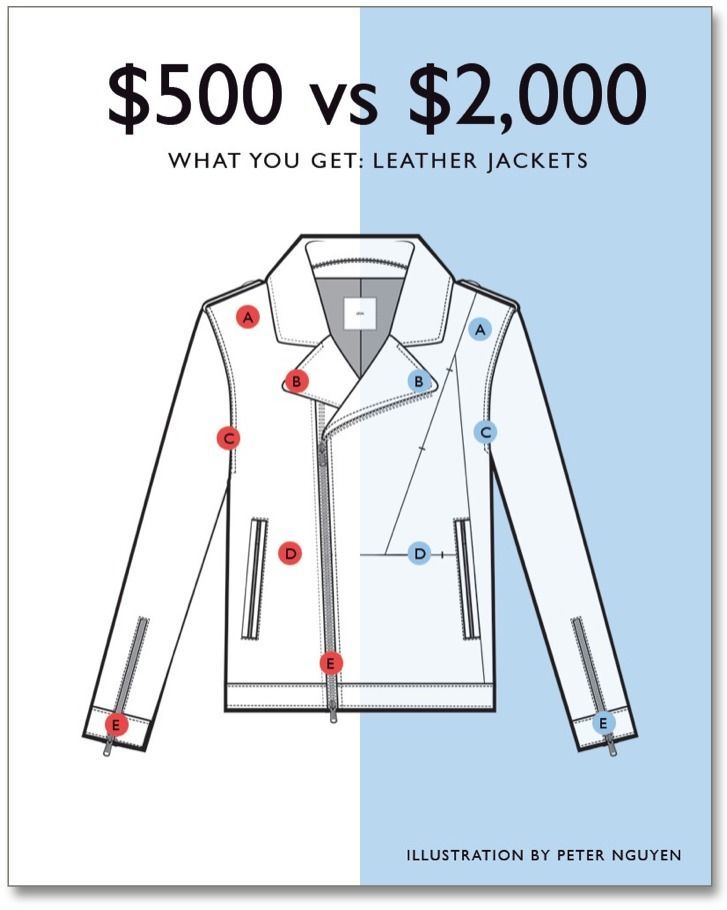 $500 vs $2,000
WHAT YOU GET: LEATHER JACKETS
A
A
B
B
C
C
D
D
E
E
E
ILLUSTRATION BY PETER NGUYEN